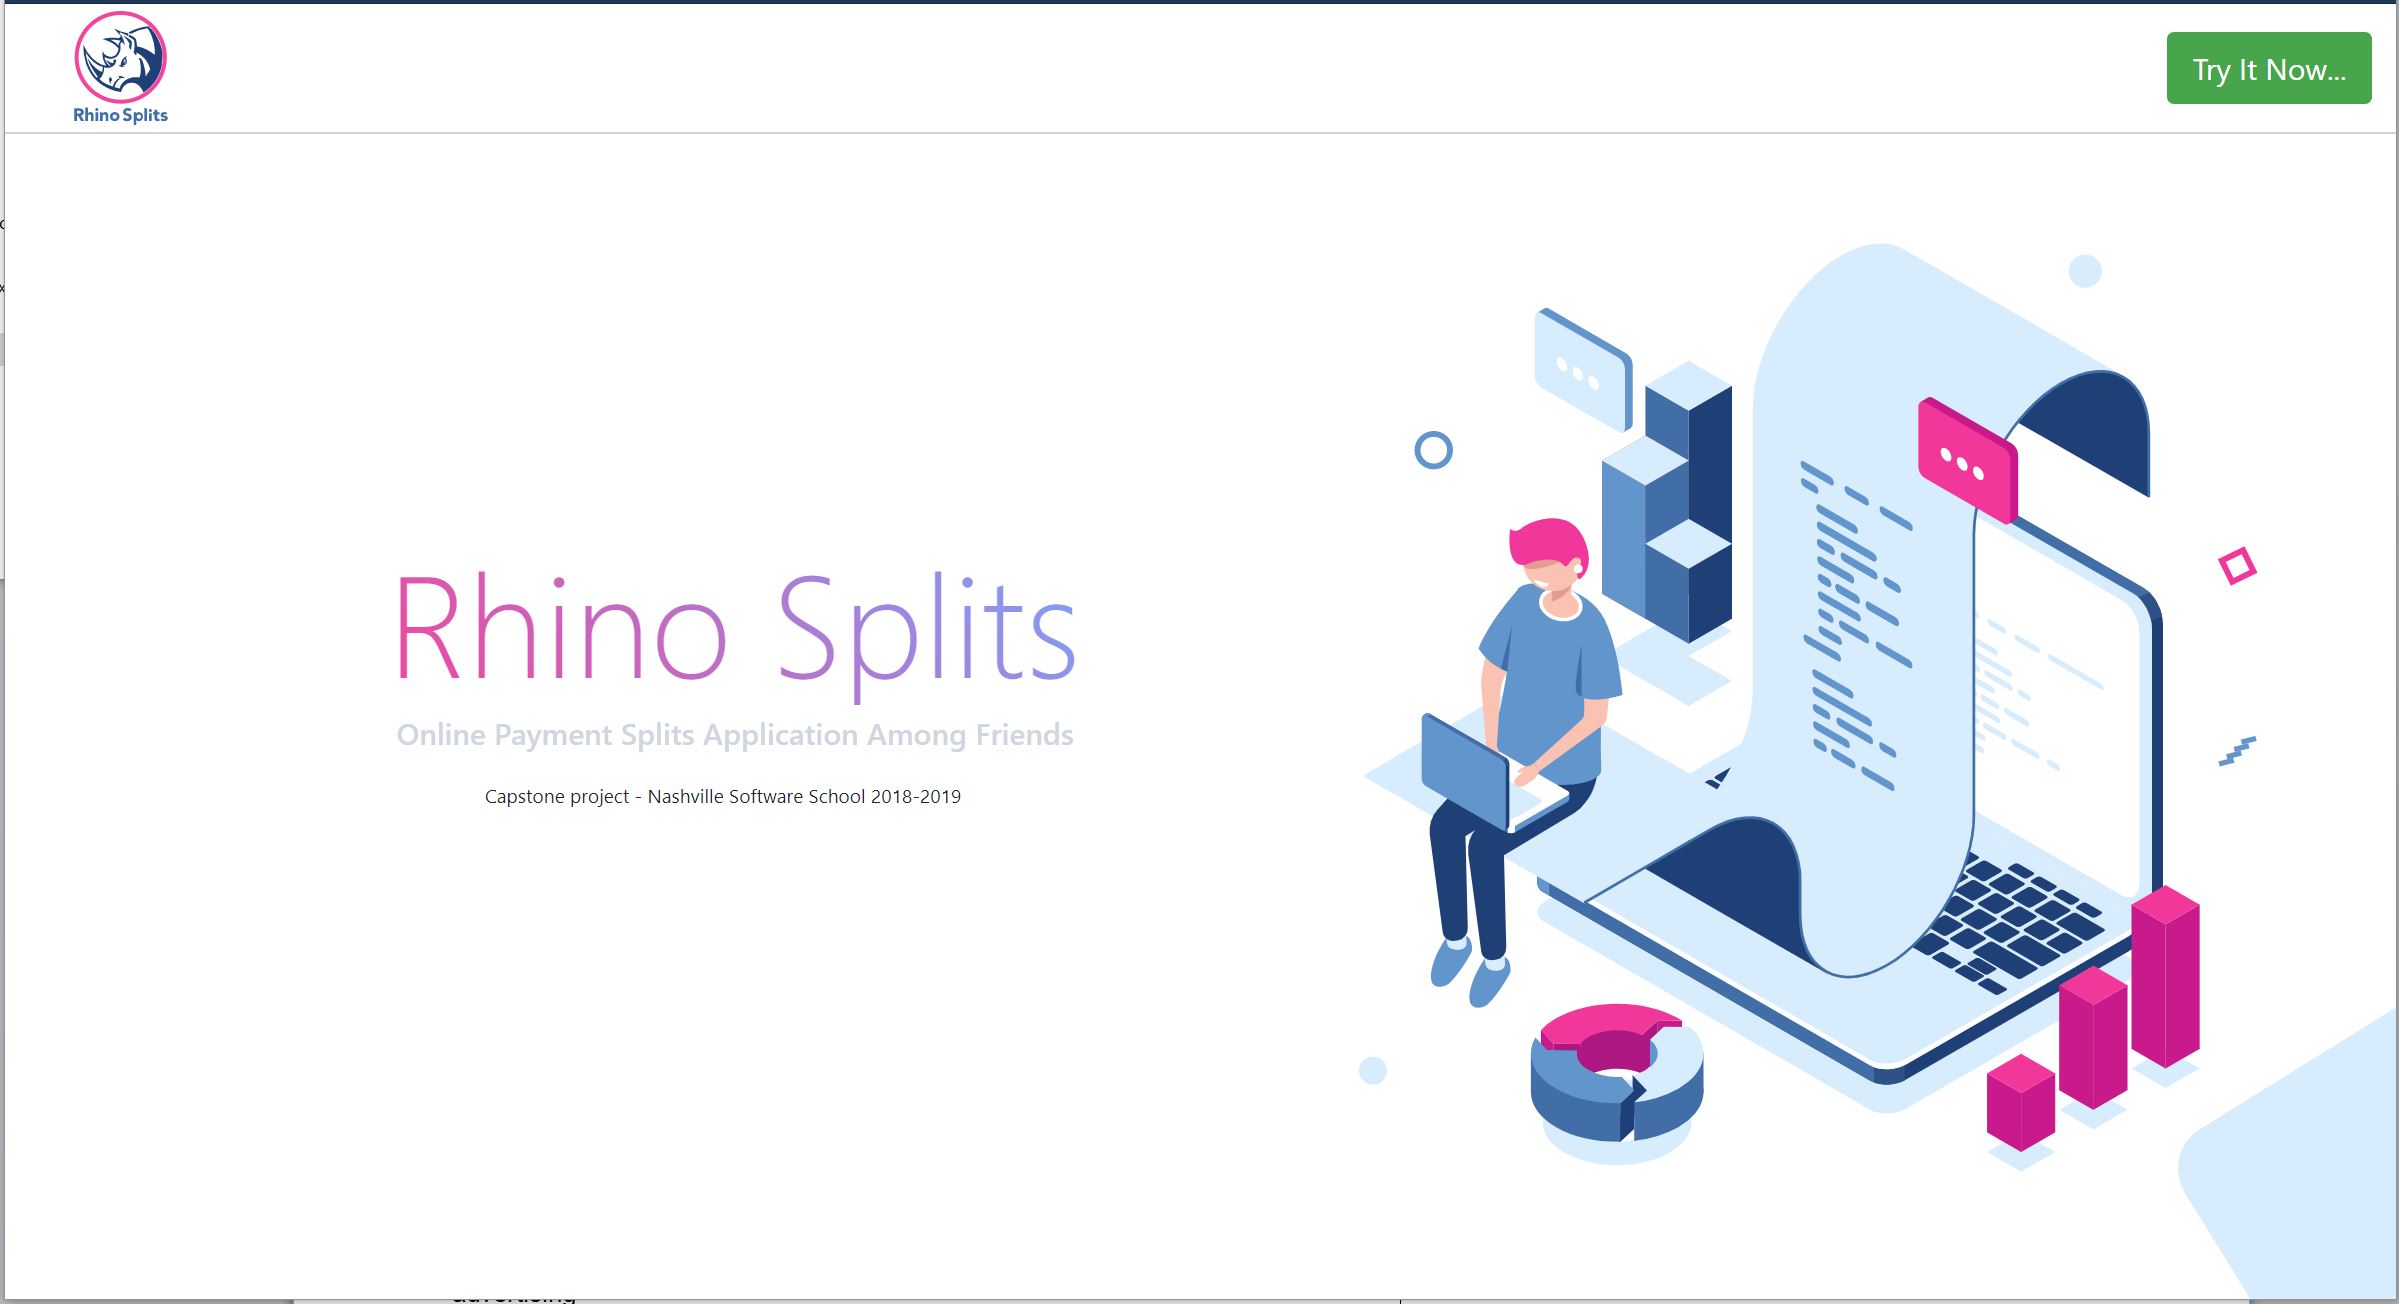 Rhino Splits
Try It Now...
Rhino Splits
Online Payment Splits Application Among Friends
Capstone project - Nashville Software School 2018-2019